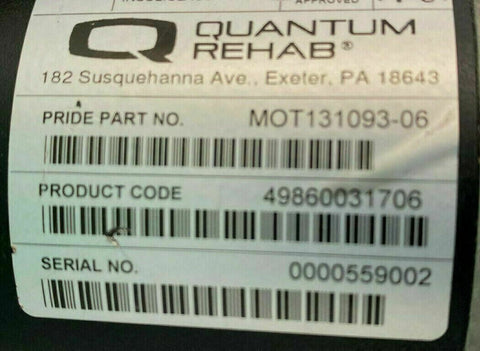 QUANTUM
REHAB®
182 Susquehanna Ave., Exeter, PA 18643
PRIDE PART NO. MOT131093-06
PRODUCT CODE 49860031706
SERIAL NO. 0000559002